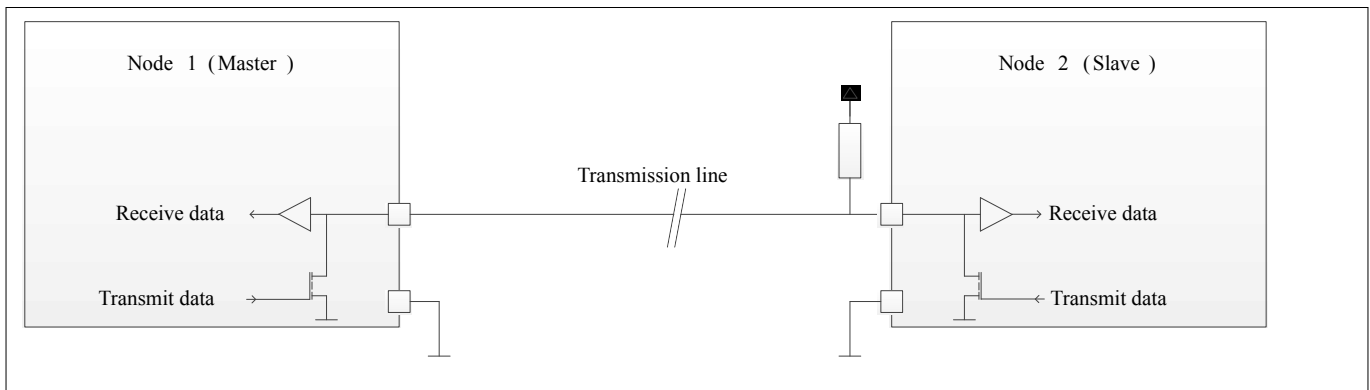 Node 1 (Master )
Node 2 (Slave )
Transmission line
Receive data
Receive data
Transmit data
Transmit data